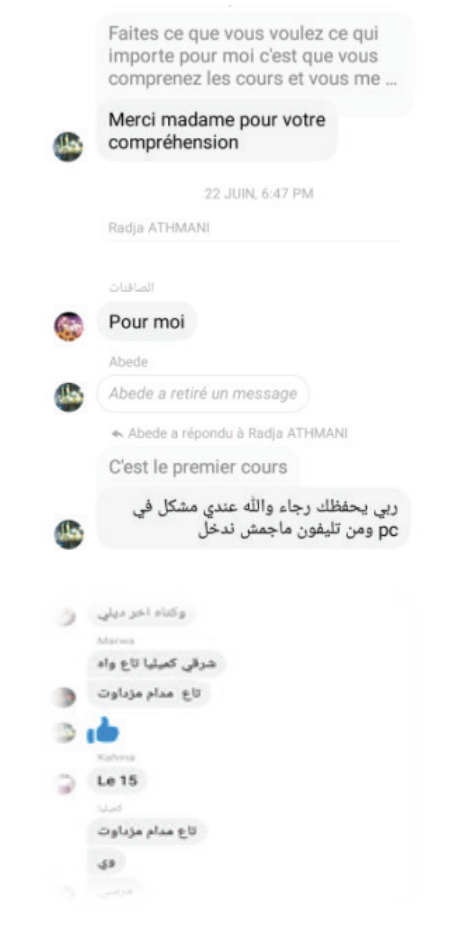 Faites ce que vous voulez ce qui
importe pour moi c'est que vous
comprenez les cours et vous me ...
Merci madame pour votre
compréhension
22 JUIN, 6:47 PM
Radja ATHMANI
الصافنات
Pour moi
Abede
Abede a retiré un message
Abede a répondu à Radja ATHMANI
C'est le premier cours
ربي يحفظك رجاء والله عندي مشكل في
pc ومن تليفون ماجمش ندخل
وكتاه اخر ديلي
Marwa
شرقي كميليا تاع واه
تاع مدام مزداوت
Kahina
Le 15
كميليا
تاع مدام مزداوت
وي